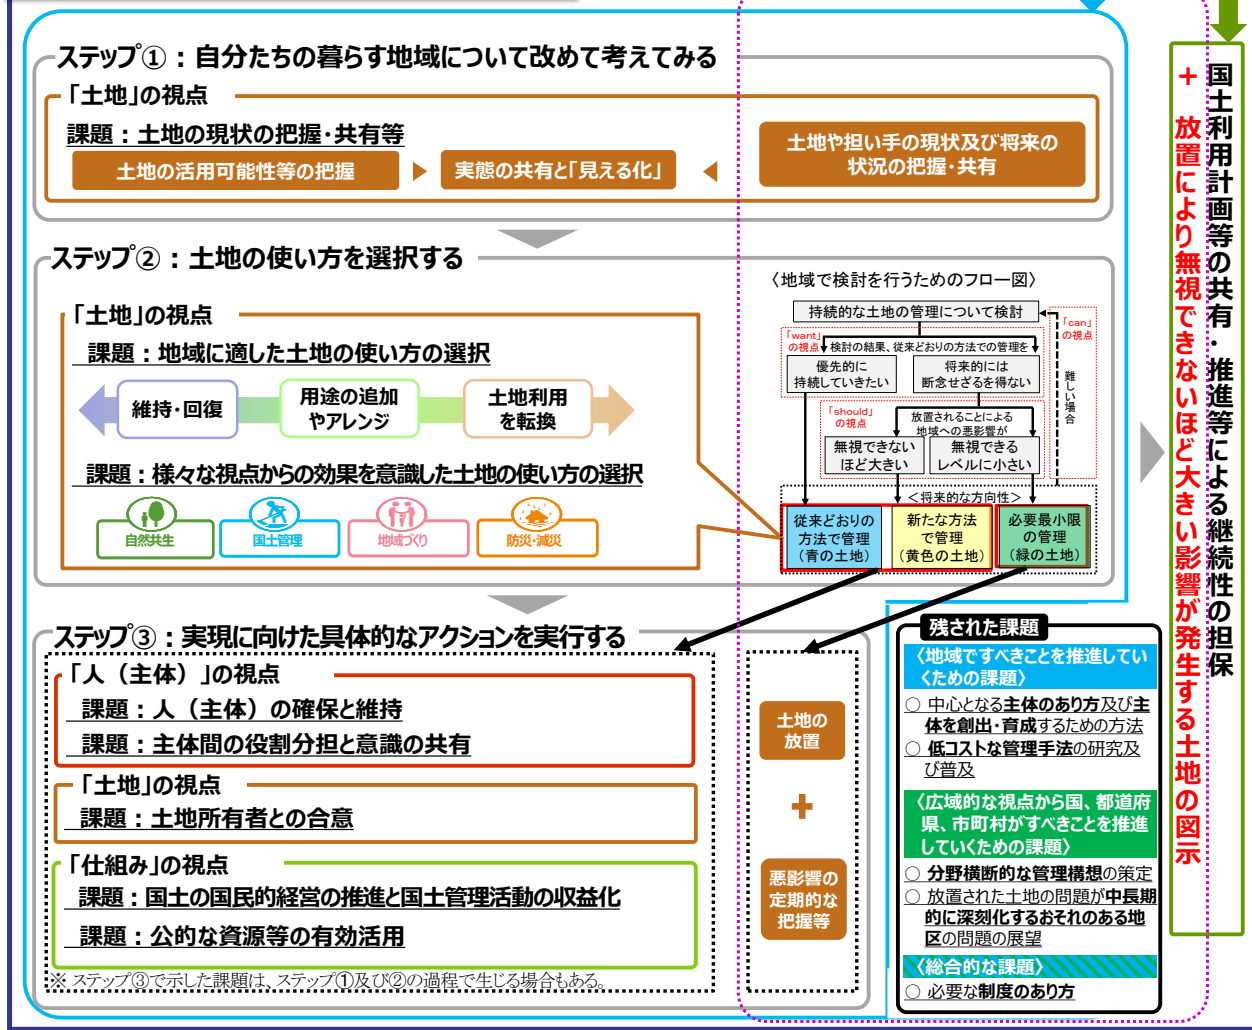 ステップ①：自分たちの暮らす地域について改めて考えてみる
「土地」の視点
課題：土地の現状の把握・共有等
土地の活用可能性等の把握
実態の共有と「見える化」
土地や担い手の現状及び将来の
状況の把握・共有
ステップ②：土地の使い方を選択する
「土地」の視点
課題：地域に適した土地の使い方の選択
維持・回復
用途の追加
やアレンジ
土地利用
を転換
課題：様々な視点からの効果を意識した土地の使い方の選択
自然共生
国土管理
地域づくり
防災・減災
〈地域で検討を行うためのフロー図〉
持続的な土地の管理について検討
「want」
の視点
検討の結果、従来どおりの方法での管理を
「can」
の視点
優先的に
持続していきたい
将来的には
断念せざるを得ない
難しい場合
「should」
の視点
放置されることによる
地域への悪影響が
無視できない
ほど大きい
無視できる
レベルに小さい
＜将来的な方向性＞
従来どおりの
方法で管理
（青の土地）
新たな方法
で管理
（黄色の土地）
必要最小限
の管理
（緑の土地）
ステップ③：実現に向けた具体的なアクションを実行する
「人（主体）」の視点
課題：人（主体）の確保と維持
課題：主体間の役割分担と意識の共有
「土地」の視点
課題：土地所有者との合意
「仕組み」の視点
課題：国土の国民的経営の推進と国土管理活動の収益化
課題：公的な資源等の有効活用
※ ステップ③で示した課題は、ステップ①及び②の過程で生じる場合もある。
土地の
放置
＋
悪影響の
定期的な
把握等
残された課題
〈地域ですべきことを推進してい
くための課題〉
○ 中心となる主体のあり方及び主
体を創出・育成するための方法
○ 低コストな管理手法の研究及
び普及
〈広域的な視点から国、都道府
県、市町村がすべきことを推進
していくための課題〉
○ 分野横断的な管理構想の策定
○ 放置された土地の問題が中長期
的に深刻化するおそれのある地
区の問題の展望
〈総合的な課題〉
○ 必要な制度のあり方
国土利用計画等の共有・推進等による継続性の担保
＋ 放置により無視できないほど大きい影響が発生する土地の図示